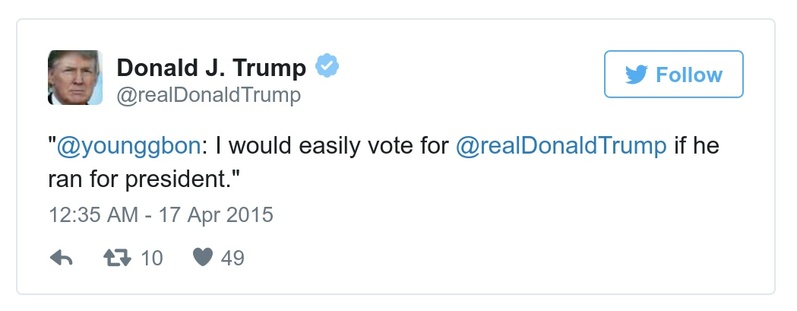 Donald J. Trump
@realDonaldTrump
Follow
"@younggbon: I would easily vote for @realDonaldTrump if he
ran for president."
12:35 AM - 17 Apr 2015
10 49